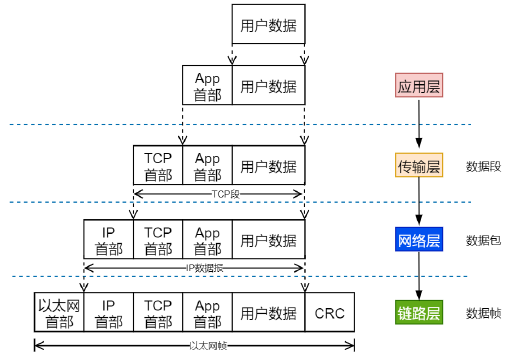 用户数据
App
首部
用户数据
应用层
TCP
首部
App
首部
用户数据
传输层
数据段
TCP段
IP
首部
TCP
首部
App
首部
用户数据
网络层
数据包
IP数据报
以太网
首部
IP
首部
TCP
首部
App
首部
用户数据
CRC
链路层
数据帧
以太网帧